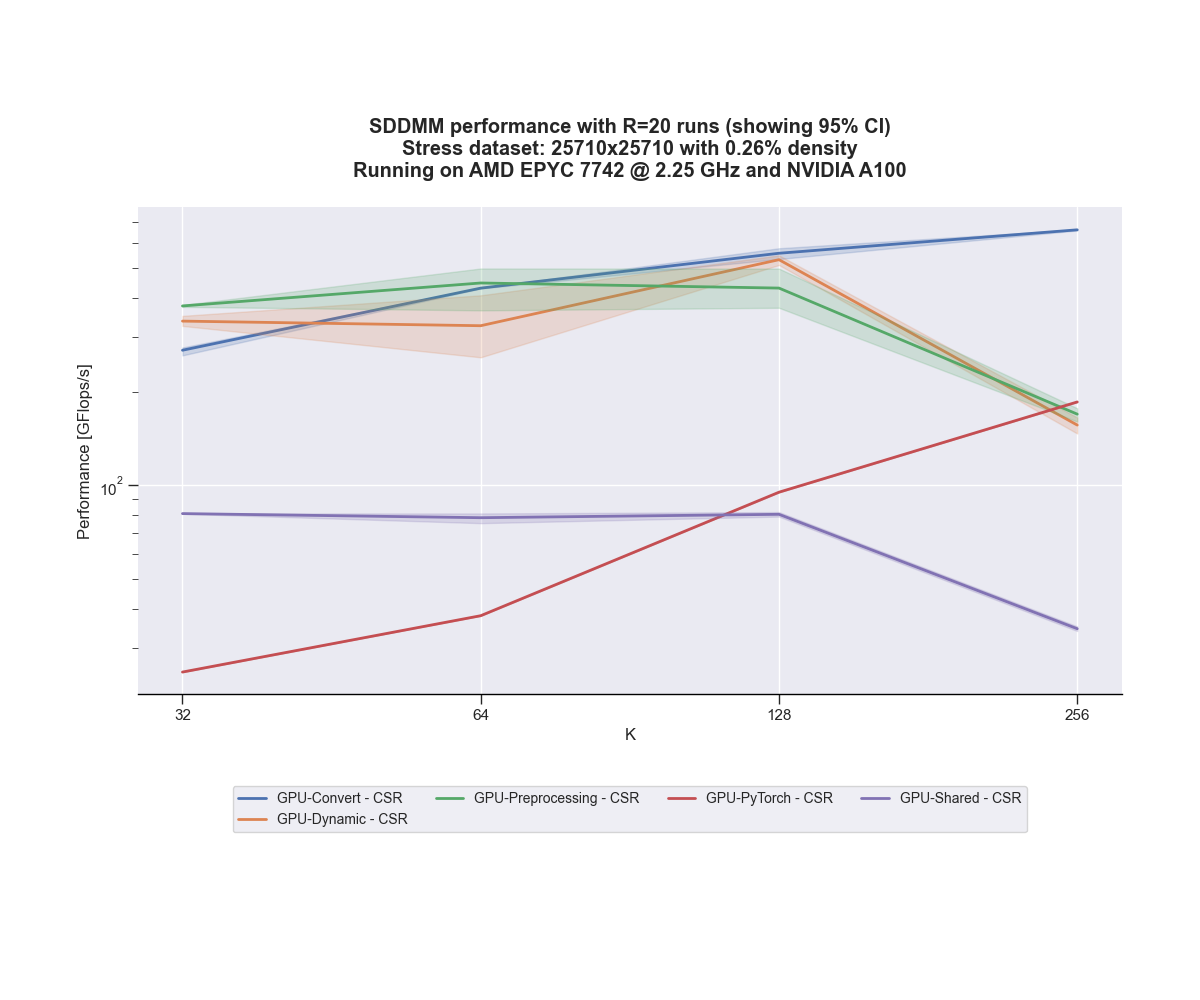 SDDMM performance with R=20 runs (showing 95% CI)
Stress dataset: 25710x25710 with 0.26% density
Running on AMD EPYC 7742 @ 2.25 GHz and NVIDIA A100
Performance [GFlops/s]
10²
32 64 128 256
K
GPU-Convert - CSR GPU-Preprocessing - CSR GPU-PyTorch - CSR GPU-Shared - CSR
GPU-Dynamic - CSR